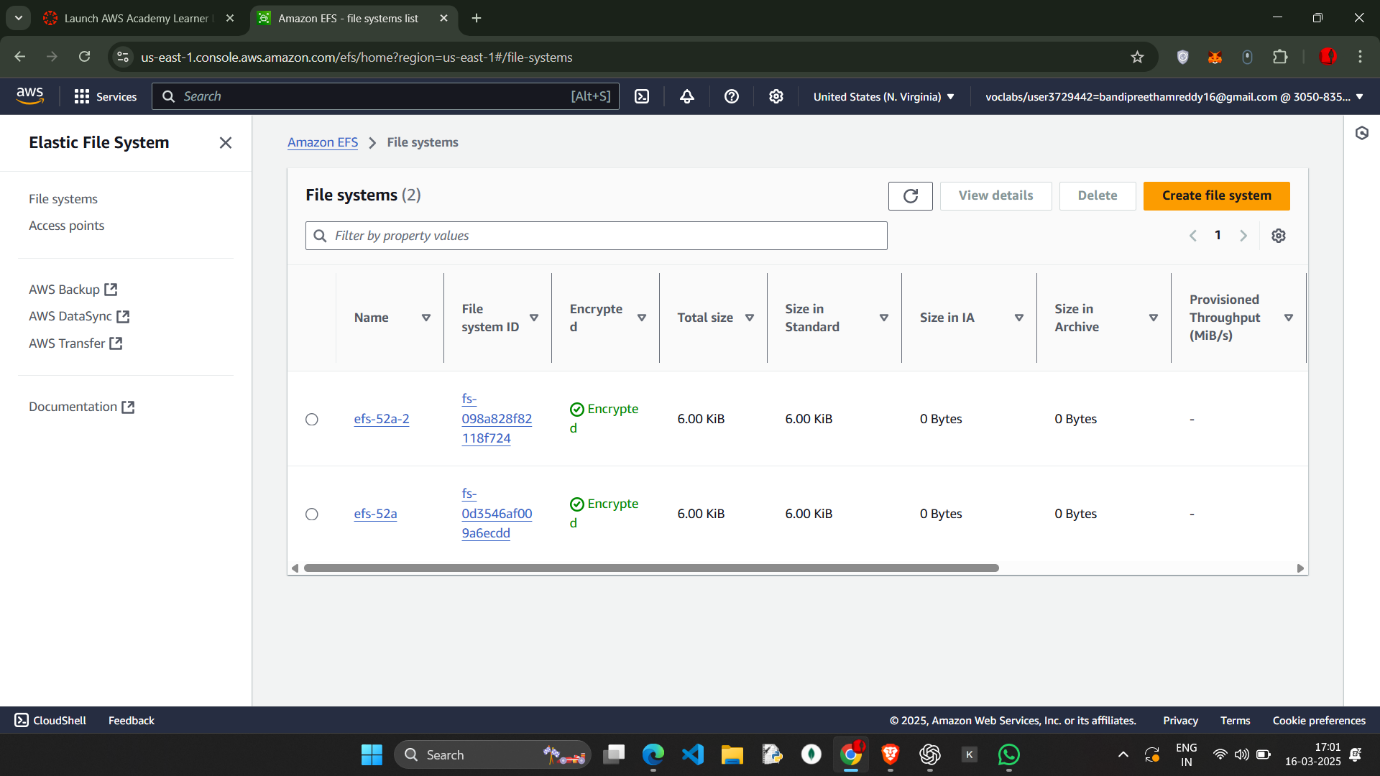 Launch AWS Academy Learner
Amazon EFS - file systems list
us-east-1.console.aws.amazon.com/efs/home?region=us-east-1#/file-systems
aws
Services
Search
[Alt+S]
United States (N. Virginia)
voclabs/user3729442=bandipreethamreddy16@gmail.com @ 3050-835...
Elastic File System
File systems
Access points
AWS Backup
AWS DataSync
AWS Transfer
Documentation
Amazon EFS
File systems
File systems (2)
View details
Delete
Create file system
Filter by property values
1
Name
File
system ID
Encrypte
d
Total size
Size in
Standard
Size in IA
Size in
Archive
Provisioned
Throughput
(MiB/s)
efs-52a-2
fs-
098a828f82
118f724
Encrypte
d
6.00 KiB
6.00 KiB
0 Bytes
0 Bytes
-
efs-52a
fs-
0d3546af00
9a6ecdd
Encrypte
d
6.00 KiB
6.00 KiB
0 Bytes
0 Bytes
-
CloudShell
Feedback
© 2025, Amazon Web Services, Inc. or its affiliates.
Privacy
Terms
Cookie preferences
Search
K
ENG
IN
17:01
16-03-2025